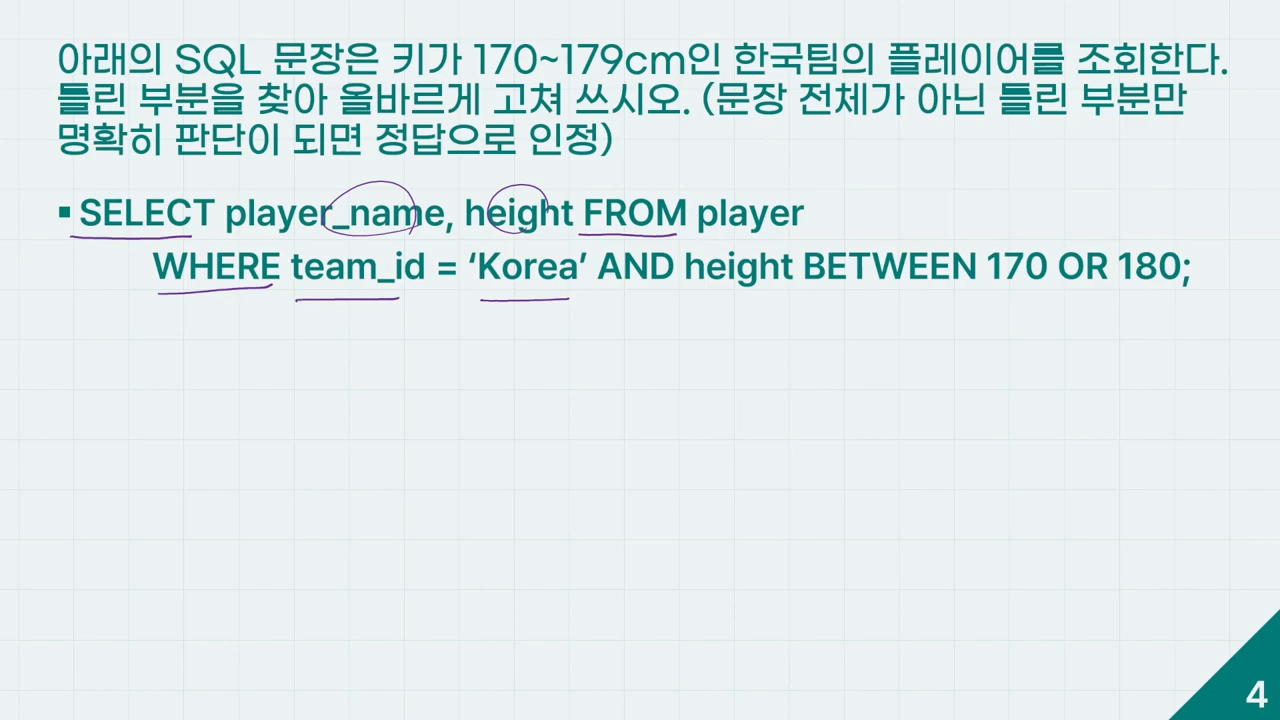 아래의 SQL 문장은 키가 170~179cm인 한국팀의 플레이어를 조회한다.
틀린 부분을 찾아 올바르게 고쳐 쓰시오. (문장 전체가 아닌 틀린 부분만
명확히 판단이 되면 정답으로 인정)
▪ SELECT player_name, height FROM player
WHERE team_id = ‘Korea’ AND height BETWEEN 170 OR 180;
4